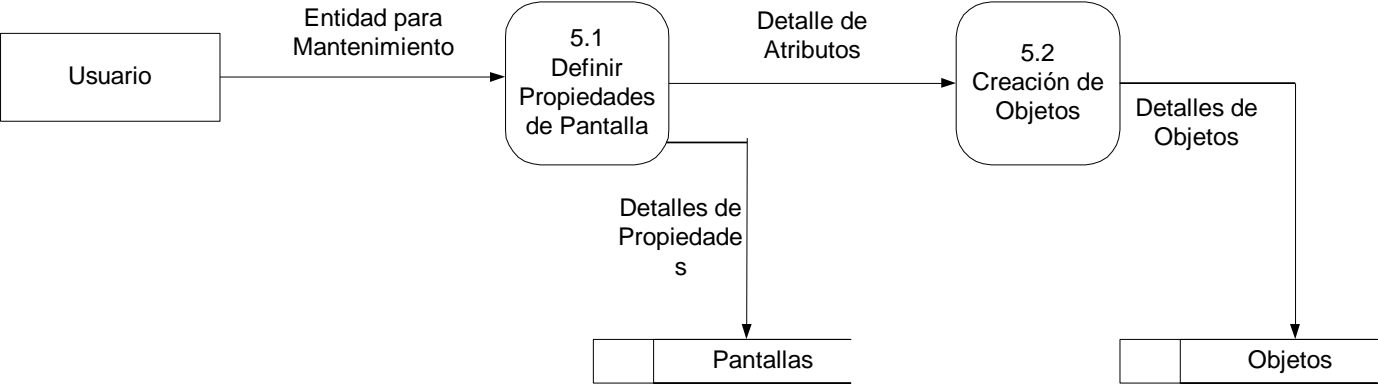 Usuario
Entidad para
Mantenimiento
5.1
Definir
Propiedades
de Pantalla
Detalle de
Atributos
5.2
Creación de
Objetos
Detalles de
Objetos
Detalles de
Propiedade
s
Pantallas
Objetos